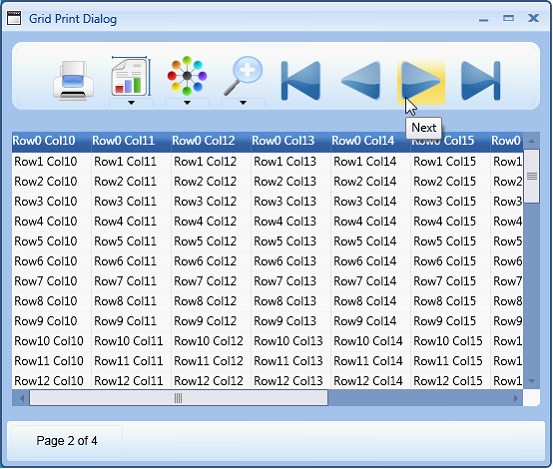 Grid Print Dialog
Next
Row0 Col10 Row0 Col11 Row0 Col12 Row0 Col13 Row0 Col14 Row0 Col15 Row0
Row1 Col10 Row1 Col11 Row1 Col12 Row1 Col13 Row1 Col14 Row1 Col15 Row1
Row2 Col10 Row2 Col11 Row2 Col12 Row2 Col13 Row2 Col14 Row2 Col15 Row2
Row3 Col10 Row3 Col11 Row3 Col12 Row3 Col13 Row3 Col14 Row3 Col15 Row3
Row4 Col10 Row4 Col11 Row4 Col12 Row4 Col13 Row4 Col14 Row4 Col15 Row4
Row5 Col10 Row5 Col11 Row5 Col12 Row5 Col13 Row5 Col14 Row5 Col15 Row5
Row6 Col10 Row6 Col11 Row6 Col12 Row6 Col13 Row6 Col14 Row6 Col15 Row6
Row7 Col10 Row7 Col11 Row7 Col12 Row7 Col13 Row7 Col14 Row7 Col15 Row7
Row8 Col10 Row8 Col11 Row8 Col12 Row8 Col13 Row8 Col14 Row8 Col15 Row8
Row9 Col10 Row9 Col11 Row9 Col12 Row9 Col13 Row9 Col14 Row9 Col15 Row9
Row10 Col10 Row10 Col11 Row10 Col12 Row10 Col13 Row10 Col14 Row10 Col15 Row1
Row11 Col10 Row11 Col11 Row11 Col12 Row11 Col13 Row11 Col14 Row11 Col15 Row1
Row12 Col10 Row12 Col11 Row12 Col12 Row12 Col13 Row12 Col14 Row12 Col15 Row1
Page 2 of 4